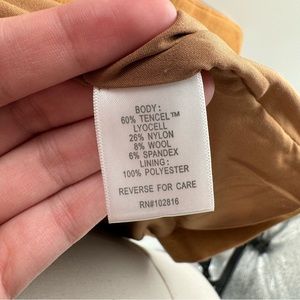 BODY:
60% TENCEL™
LYOCELL
26% NYLON
8% WOOL
6% SPANDEX
LINING:
100% POLYESTER
REVERSE FOR CARE
RN#102816